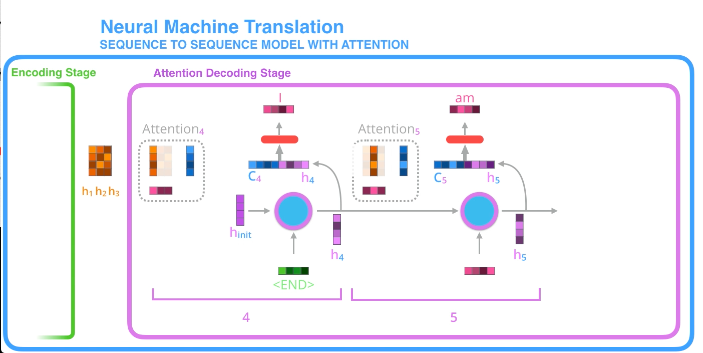 Neural Machine Translation
SEQUENCE TO SEQUENCE MODEL WITH ATTENTION
Encoding Stage
Attention Decoding Stage
I
am
Attention4
Attention5
h1 h2 h3
C4
h4
C5
h5
hinit
h4
h5
<END>
4
5